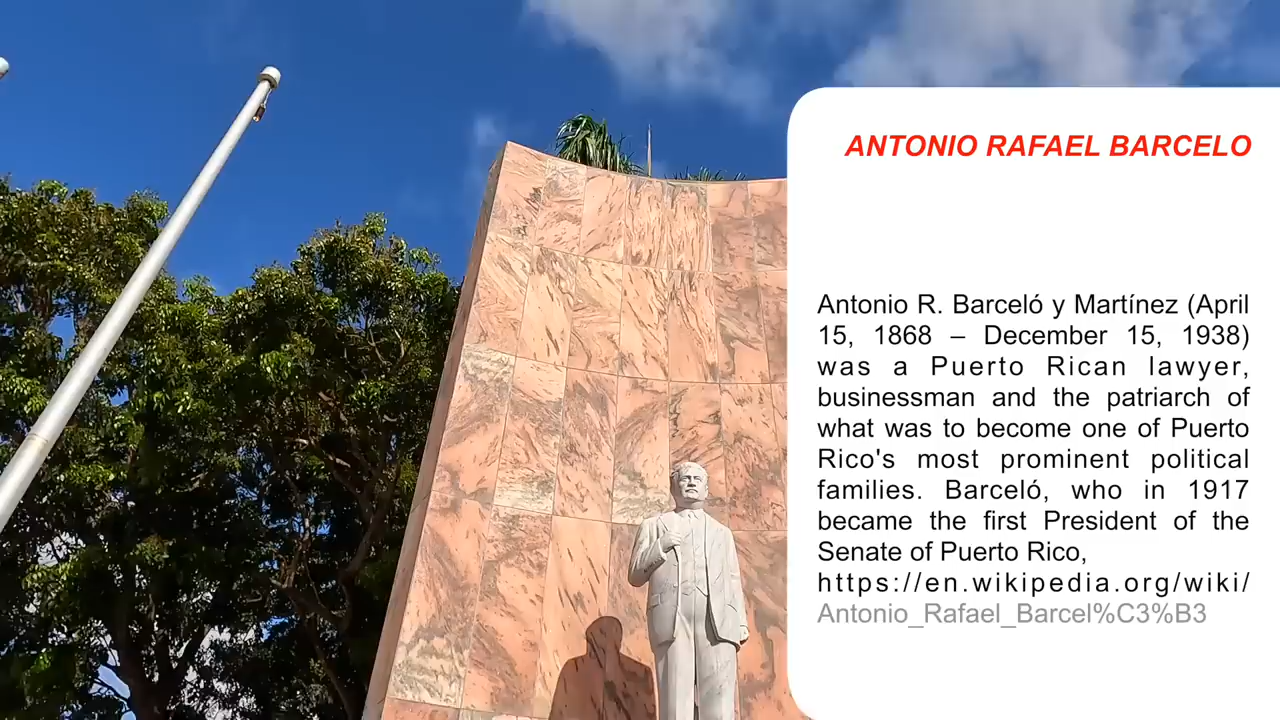 ANTONIO RAFAEL BARCELO
Antonio R. Barceló y Martínez (April
15, 1868 – December 15, 1938)
was a Puerto Rican lawyer,
businessman and the patriarch of
what was to become one of Puerto
Rico's most prominent political
families. Barceló, who in 1917
became the first President of the
Senate of Puerto Rico,
https://en.wikipedia.org/wiki/
Antonio_Rafael_Barcel%C3%B3